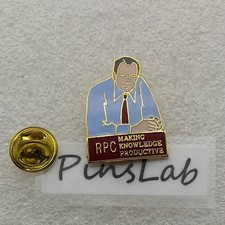 RPC MAKING
KNOWLEDGE
PRODUCTIVE
PinsLab